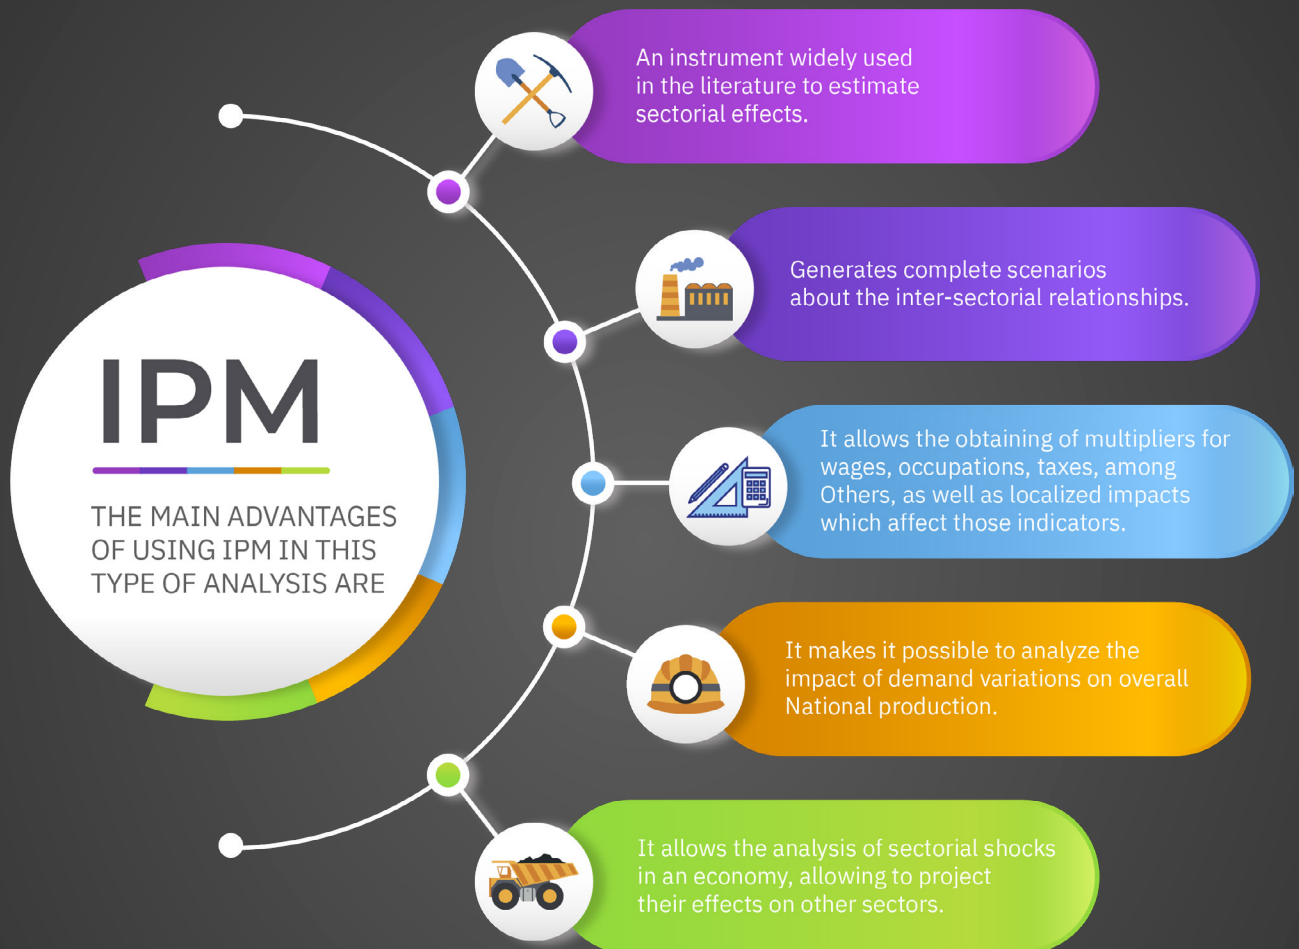 IPM
THE MAIN ADVANTAGES
OF USING IPM IN THIS
TYPE OF ANALYSIS ARE
An instrument widely used
in the literature to estimate
sectorial effects.
Generates complete scenarios
about the inter-sectorial relationships.
It allows the obtaining of multipliers for
wages, occupations, taxes, among
Others, as well as localized impacts
which affect those indicators.
It makes it possible to analyze the
impact of demand variations on overall
National production.
It allows the analysis of sectorial shocks
in an economy, allowing to project
their effects on other sectors.